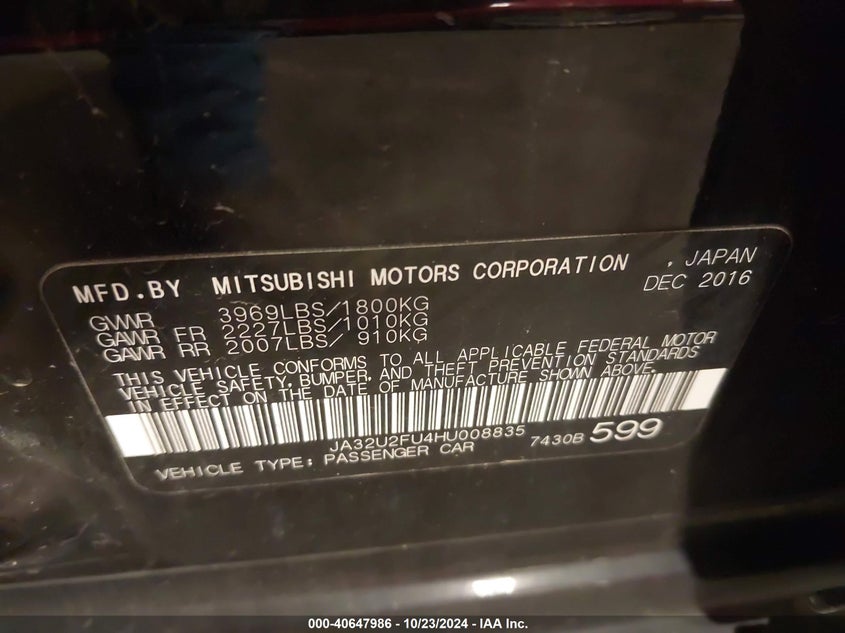 MFD.BY MITSUBISHI MOTORS CORPORATION , JAPAN
DEC 2016
GVWR 3969LBS/1800KG
GAWR FR 2227LBS/1010KG
GAWR RR 2007LBS/ 910KG
THIS VEHICLE CONFORMS TO ALL APPLICABLE FEDERAL MOTOR
VEHICLE SAFETY, BUMPER, AND THEFT PREVENTION STANDARDS
IN EFFECT ON THE DATE OF MANUFACTURE SHOWN ABOVE.
JA32U2FU4HU008835
VEHICLE TYPE: PASSENGER CAR 7430B 599
000-40647986 - 10/23/2024 - IAA Inc.